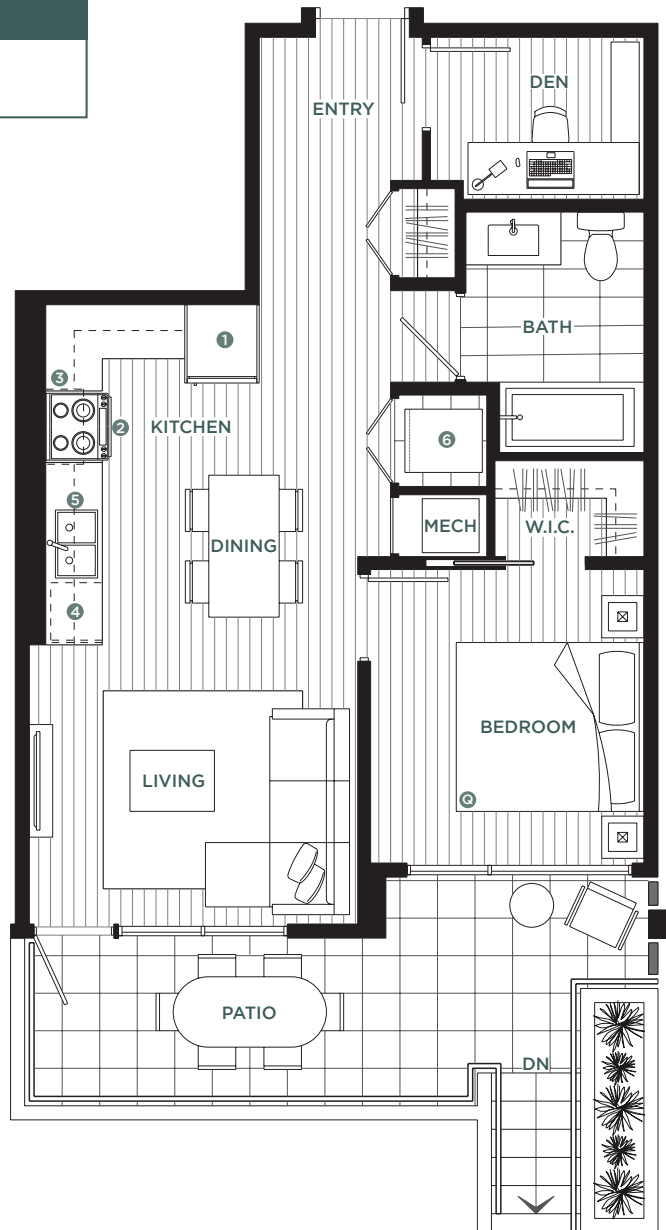 DEN
ENTRY
BATH
1
3
2
KITCHEN
6
5
MECH
W.I.C.
DINING
4
BEDROOM
LIVING
Q
PATIO
DN